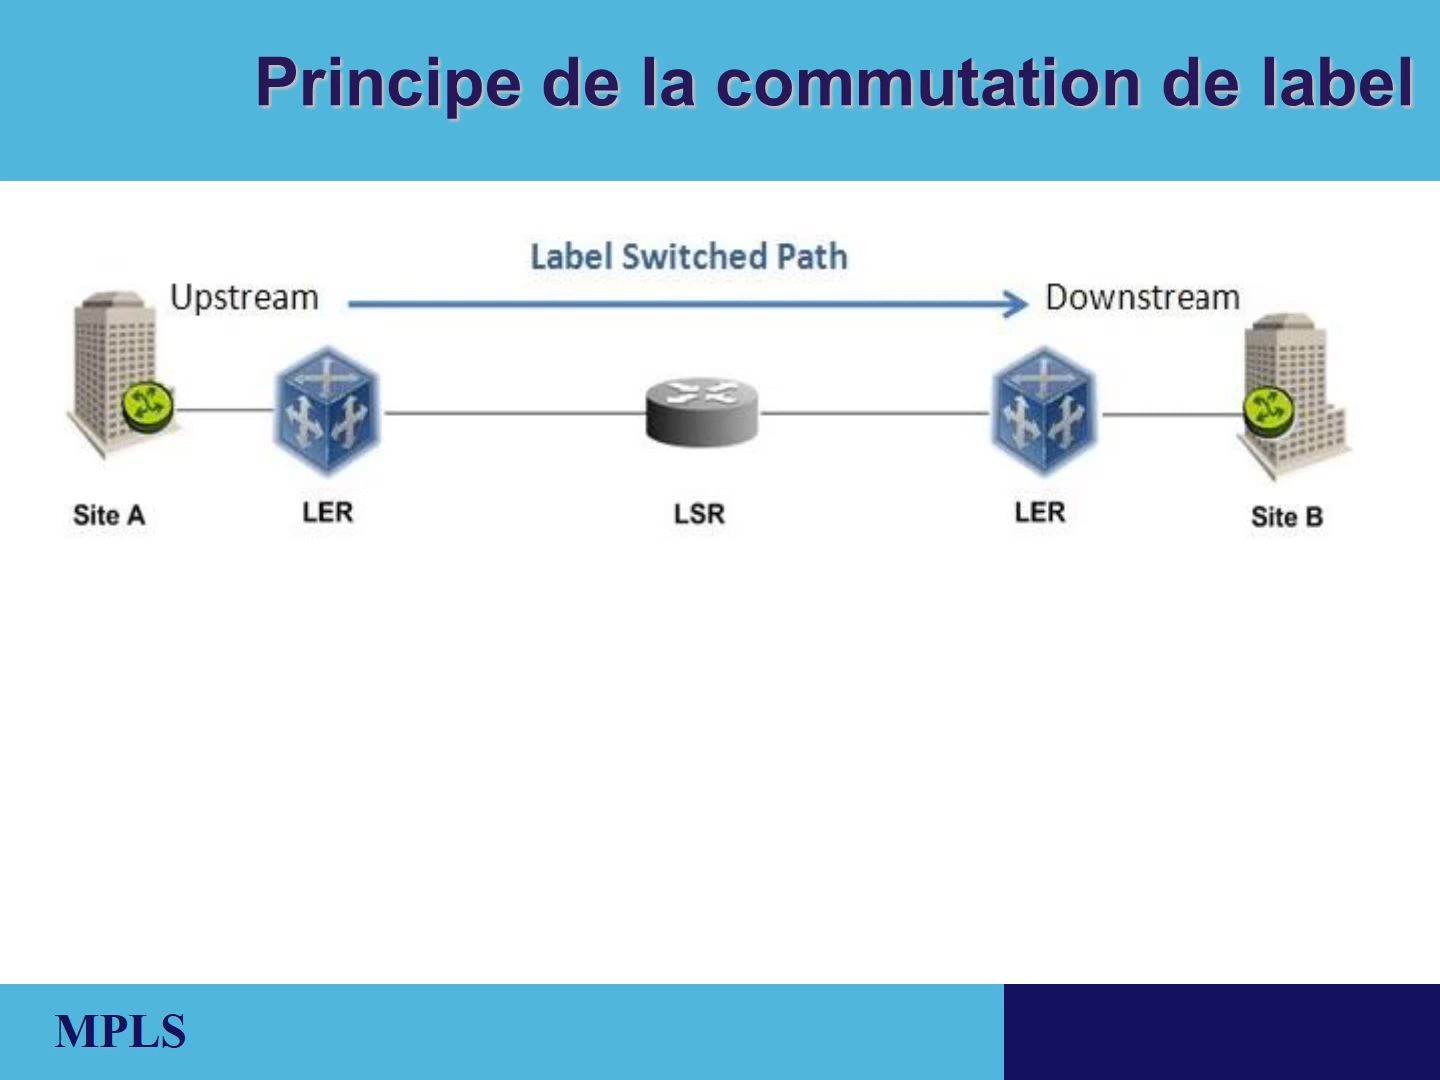 Principe de la commutation de label
Label Switched Path
Upstream
Downstream
Site A
LER
LSR
LER
Site B
MPLS